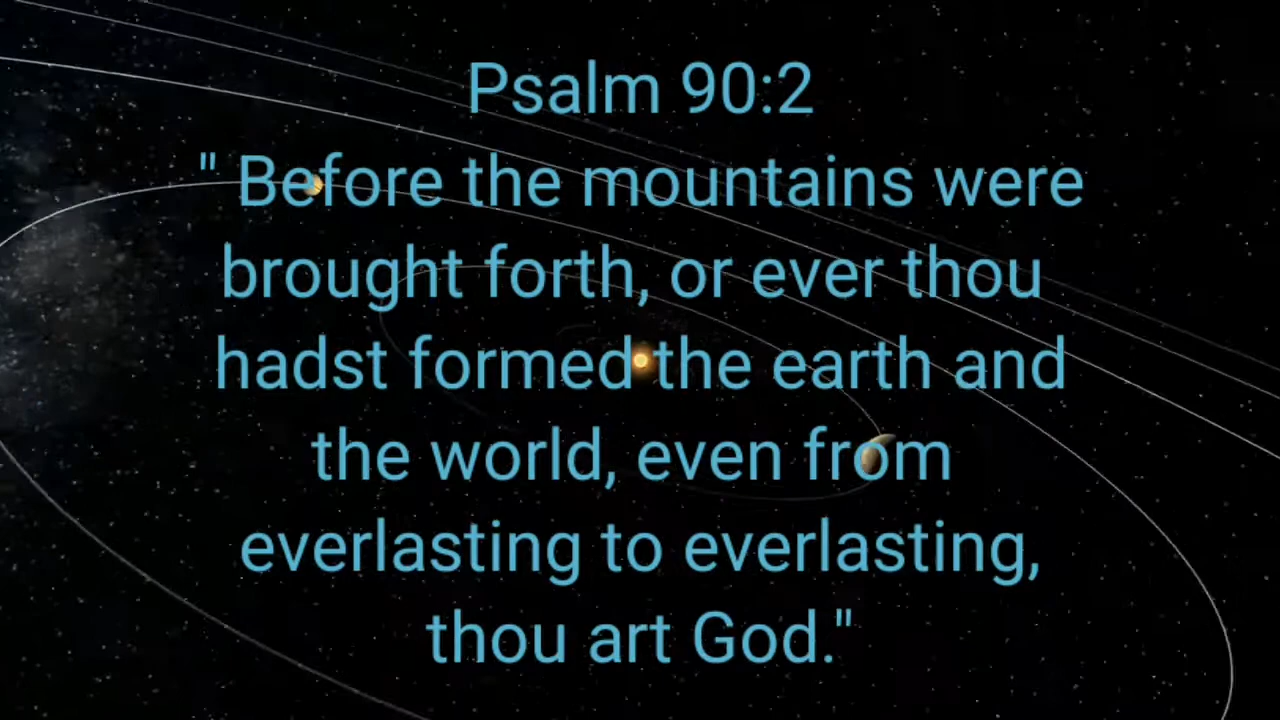 Psalm 90:2
" Before the mountains were
brought forth, or ever thou
hadst formed the earth and
the world, even from
everlasting to everlasting,
thou art God."